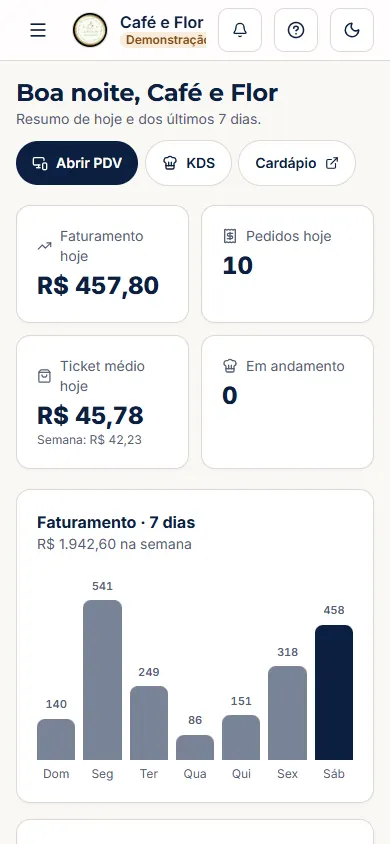 Café e Flor
Demonstração
Boa noite, Café e Flor
Resumo de hoje e dos últimos 7 dias.
Abrir PDV
KDS
Cardápio
Faturamento
hoje
R$ 457,80
Pedidos hoje
10
Ticket médio
hoje
R$ 45,78
Semana: R$ 42,23
Em andamento
0
Faturamento · 7 dias
R$ 1.942,60 na semana
140
541
249
86
151
318
458
Dom
Seg
Ter
Qua
Qui
Sex
Sáb